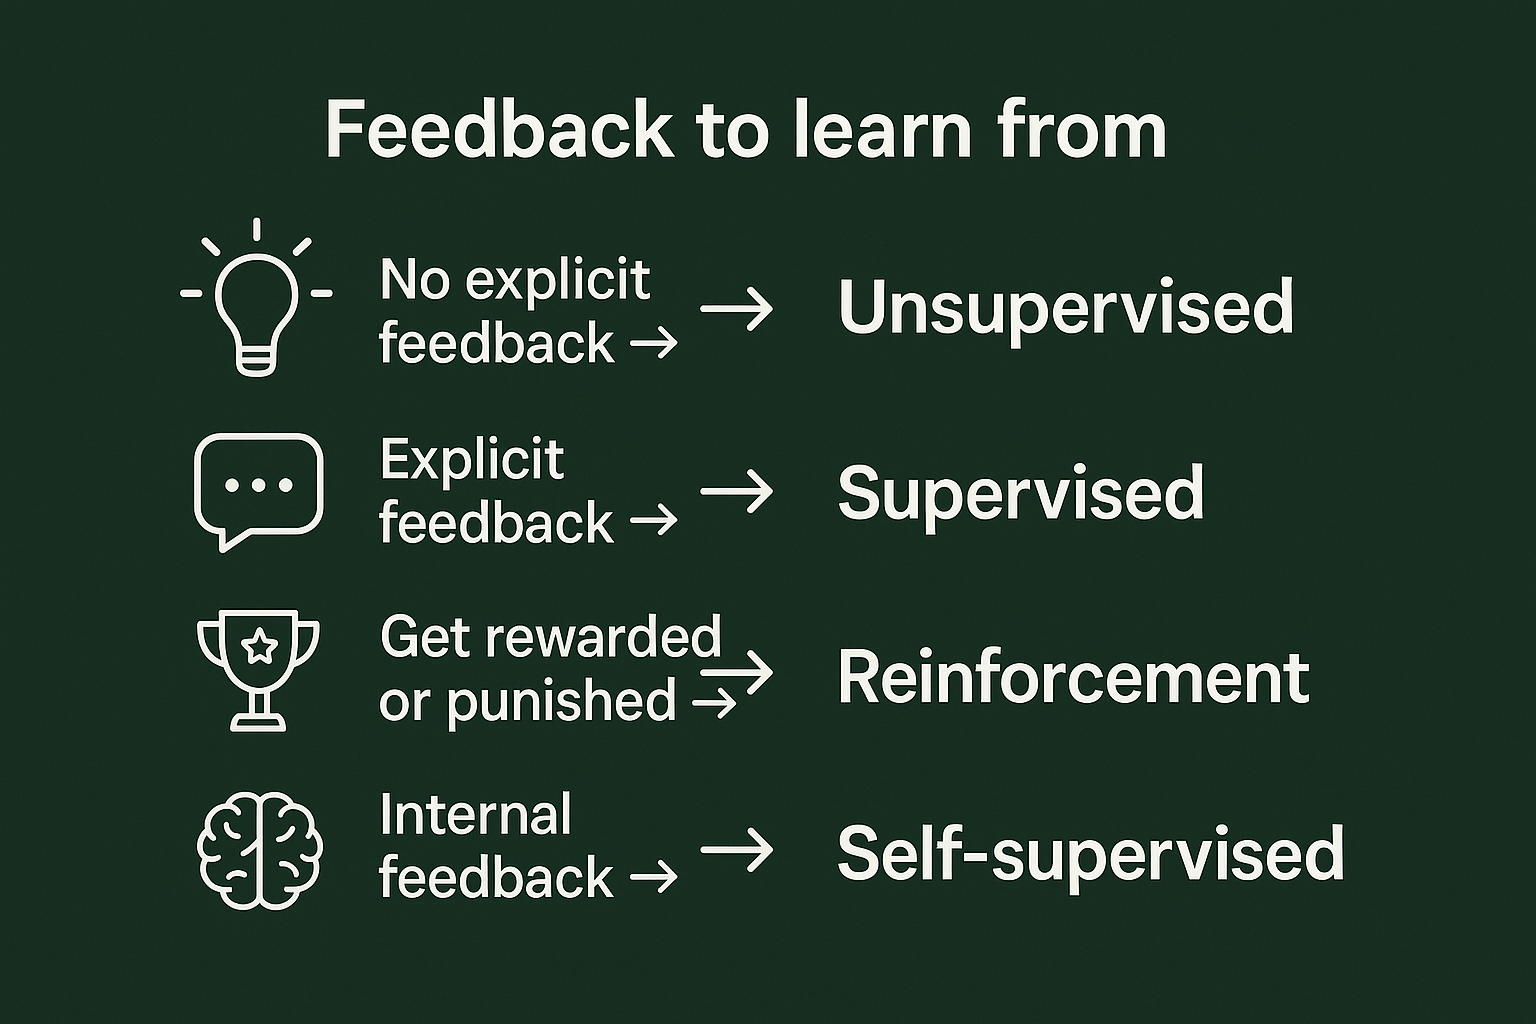 Feedback to learn from
No explicit
feedback → → Unsupervised
Explicit
feedback → → Supervised
Get rewarded
or punished → → Reinforcement
Internal
feedback → → Self-supervised